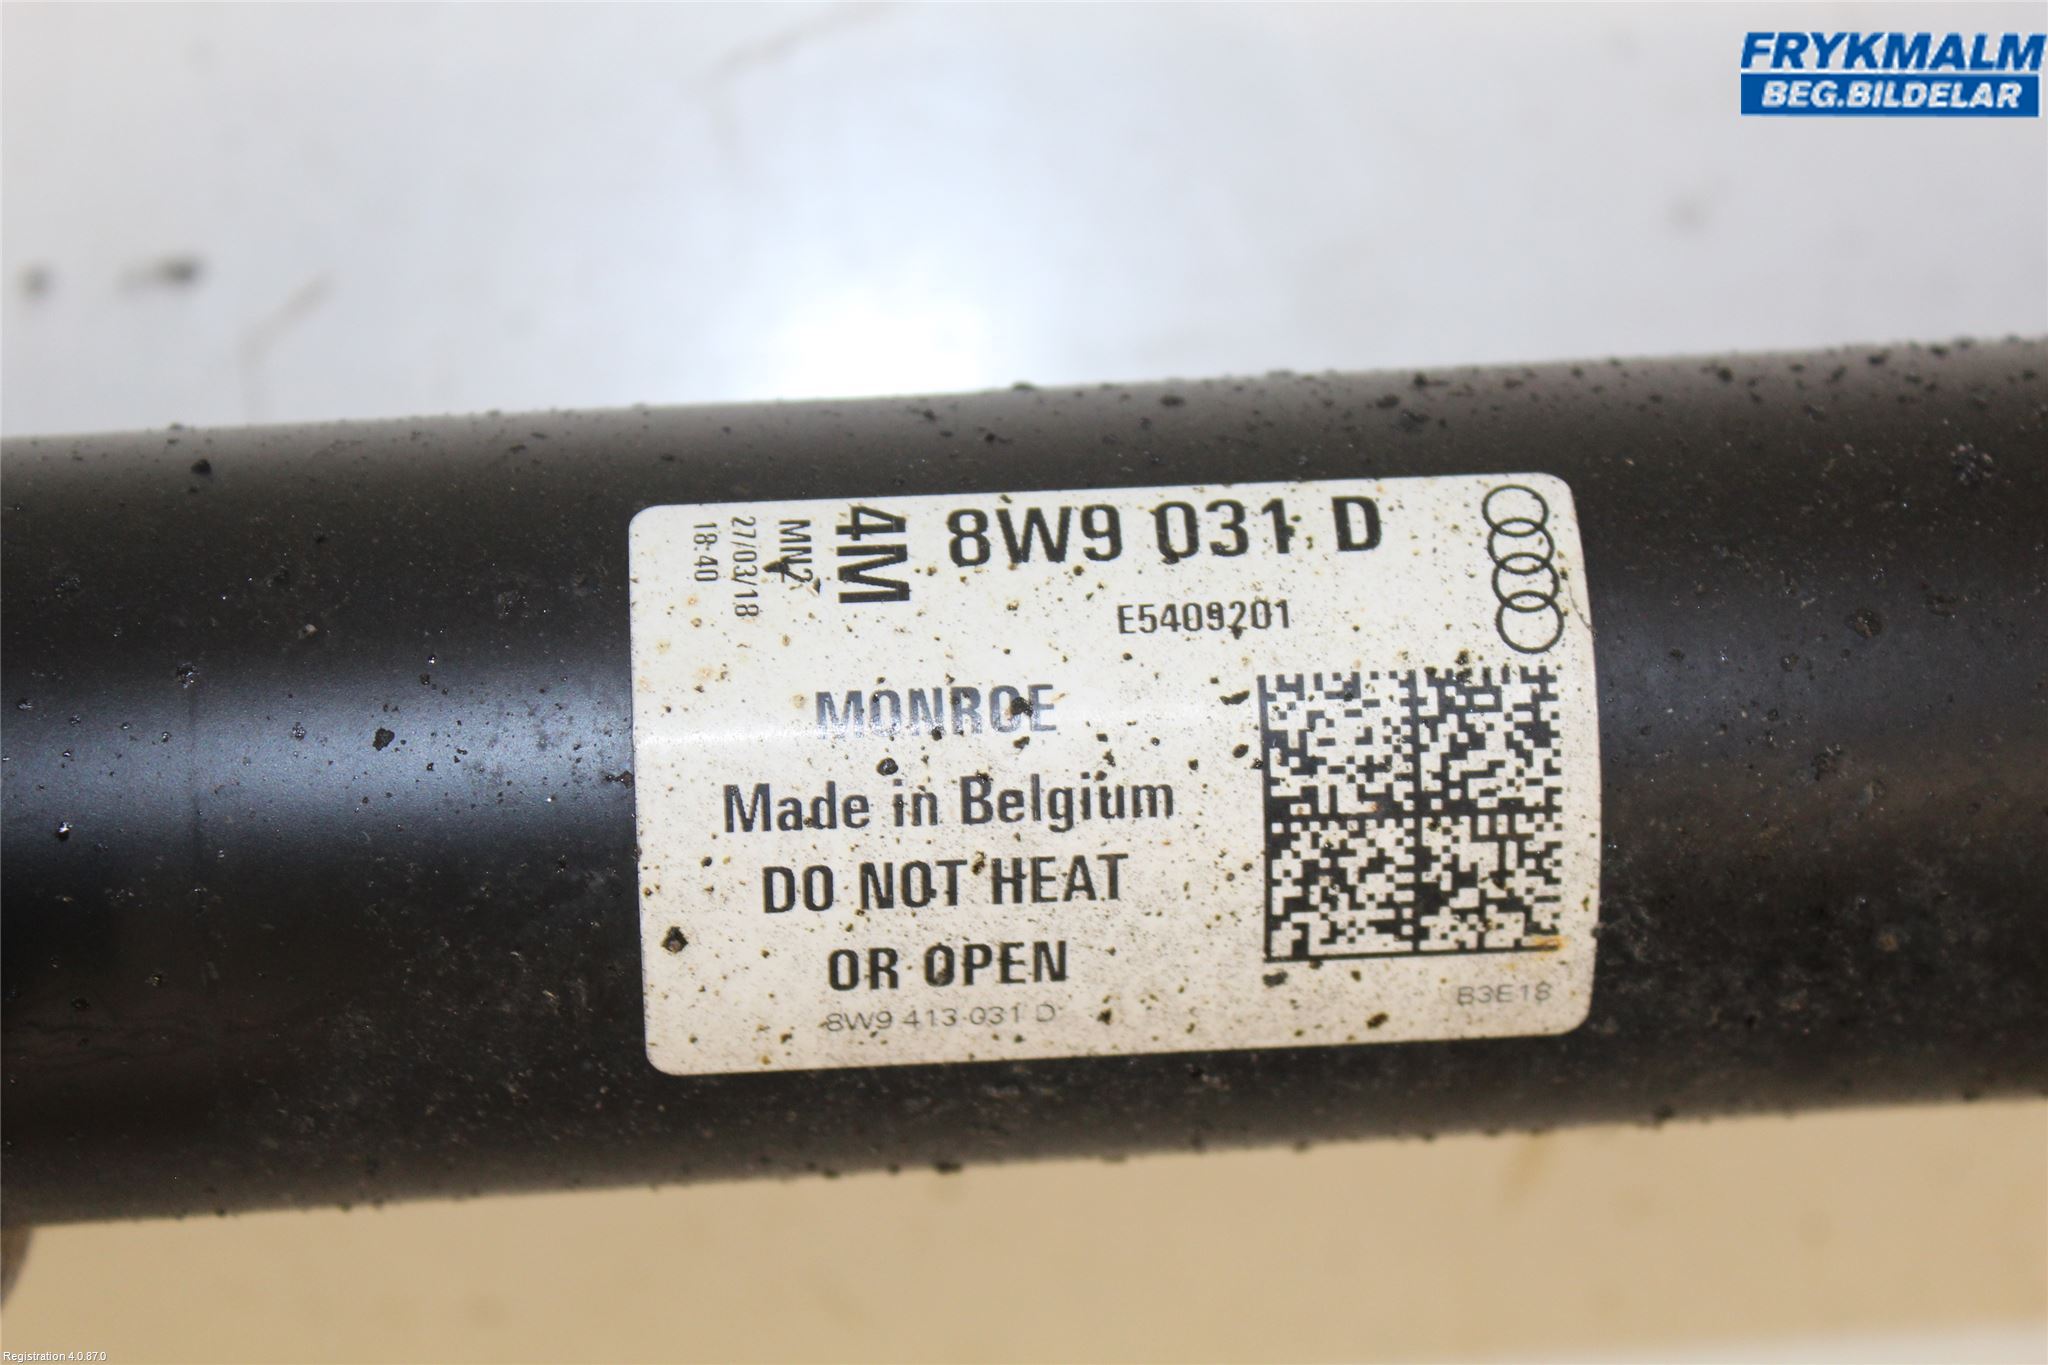 FRYKMALM
BEG.BILDELAR
8W9 031 D
4M
MNN2
27/03/18
18:40
E5409201
MONROE
Made in Belgium
DO NOT HEAT
OR OPEN
8W9 413 031 D
B3E18
Registration 4.0.87.0